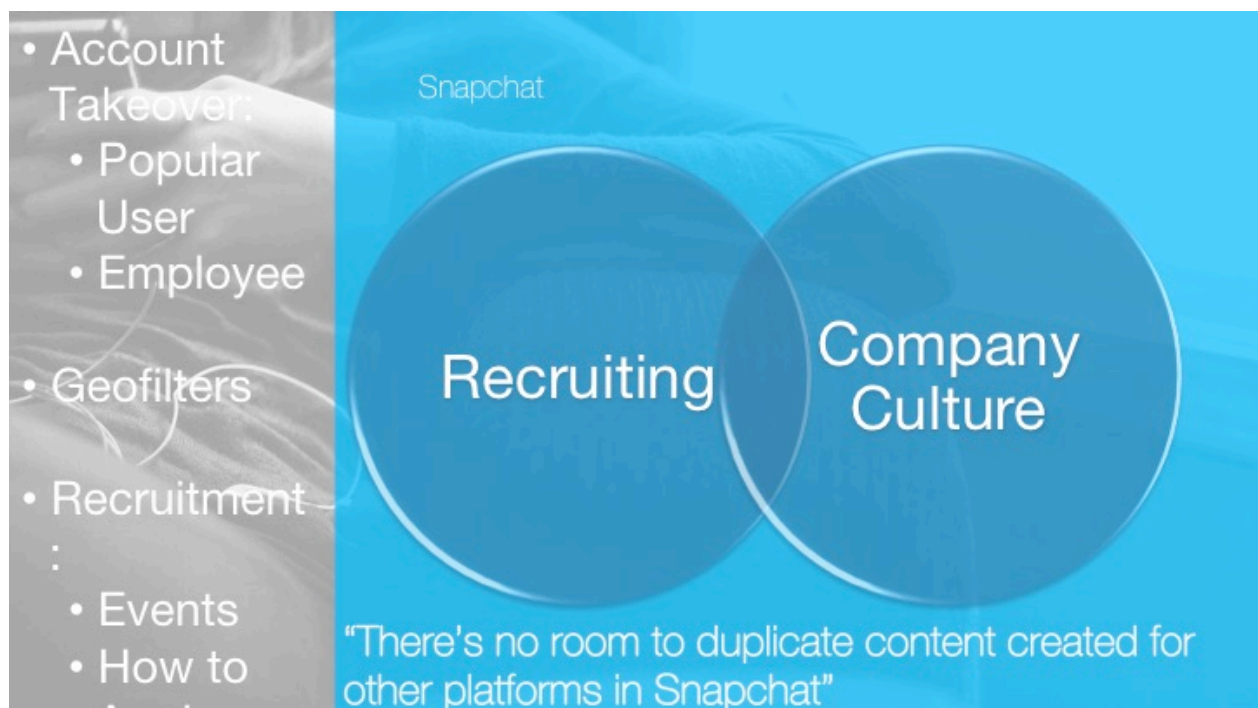 • Account
Takeover:
• Popular
User
• Employee
• Geofilters
• Recruitment
:
• Events
• How to
Snapchat
Recruiting
Company
Culture
“There’s no room to duplicate content created for
other platforms in Snapchat”